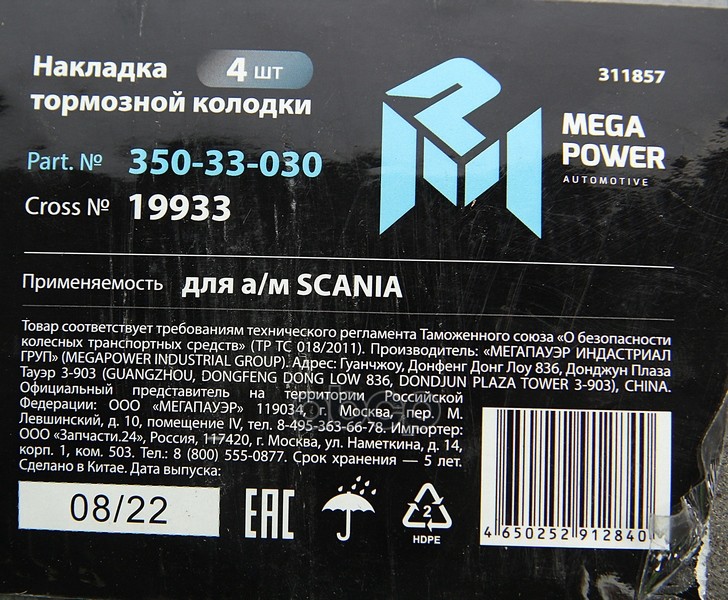 Накладка 4 шт
тормозной колодки
311857
MEGA
POWER
AUTOMOTIVE
Part. № 350-33-030
Cross № 19933
Применяемость для а/м SCANIA
Товар соответствует требованиям технического регламента Таможенного союза «О безопасности
колесных транспортных средств» (ТР ТС 018/2011). Производитель: «МЕГАПАУЭР ИНДАСТРИАЛ
ГРУП» (MEGAPOWER INDUSTRIAL GROUP). Адрес: Гуанчжоу, Донфенг Донг Лоу 836, Донджун Плаза
Тауэр 3-903 (GUANGZHOU, DONGFENG DONG LOW 836, DONDJUN PLAZA TOWER 3-903), CHINA.
Официальный представитель на территории Российской
Федерации: ООО «МЕГАПАУЭР» 119034, г. Москва, пер. М.
Левшинский, д. 10, помещение IV, тел. 8-495-363-66-78. Импортер:
ООО «Запчасти.24», Россия, 117420, г. Москва, ул. Наметкина, д. 14,
корп. 1, ком. 503. Тел.: 8 (800) 555-0877. Срок хранения — 5 лет.
Сделано в Китае. Дата выпуска:
08/22
EAC
2
HDPE
4 650252 912840